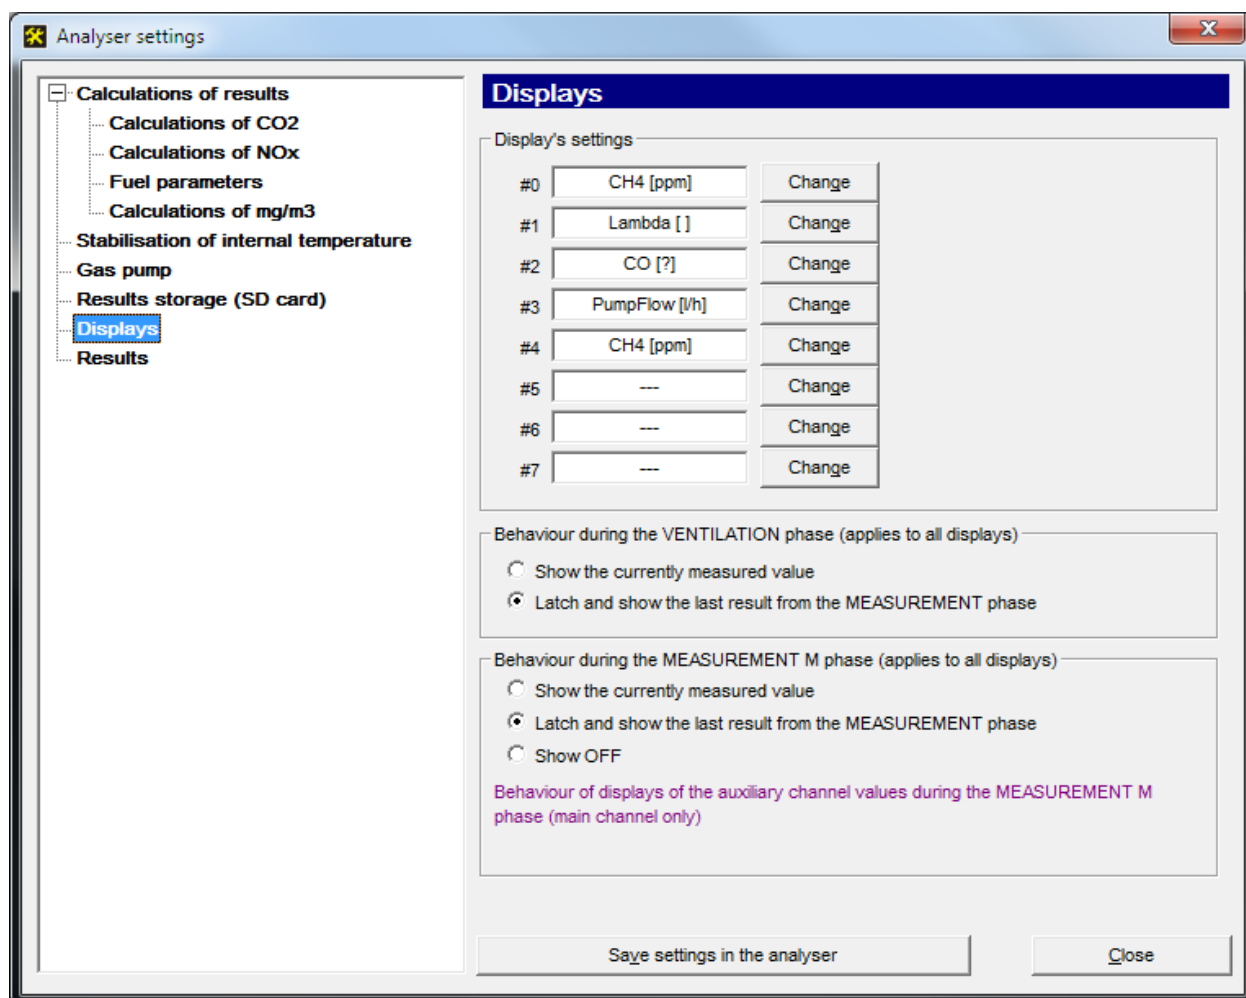 Analyser settings
Calculations of results
Calculations of CO2
Calculations of NOx
Fuel parameters
Calculations of mg/m3
Stabilisation of internal temperature
Gas pump
Results storage (SD card)
Displays
Results
Displays
Display's settings
#0 CH4 [ppm] Change
#1 Lambda [ ] Change
#2 CO [?] Change
#3 PumpFlow [l/h] Change
#4 CH4 [ppm] Change
#5 --- Change
#6 --- Change
#7 --- Change
Behaviour during the VENTILATION phase (applies to all displays)
Show the currently measured value
Latch and show the last result from the MEASUREMENT phase
Behaviour during the MEASUREMENT M phase (applies to all displays)
Show the currently measured value
Latch and show the last result from the MEASUREMENT phase
Show OFF
Behaviour of displays of the auxiliary channel values during the MEASUREMENT M
phase (main channel only)
Save settings in the analyser Close